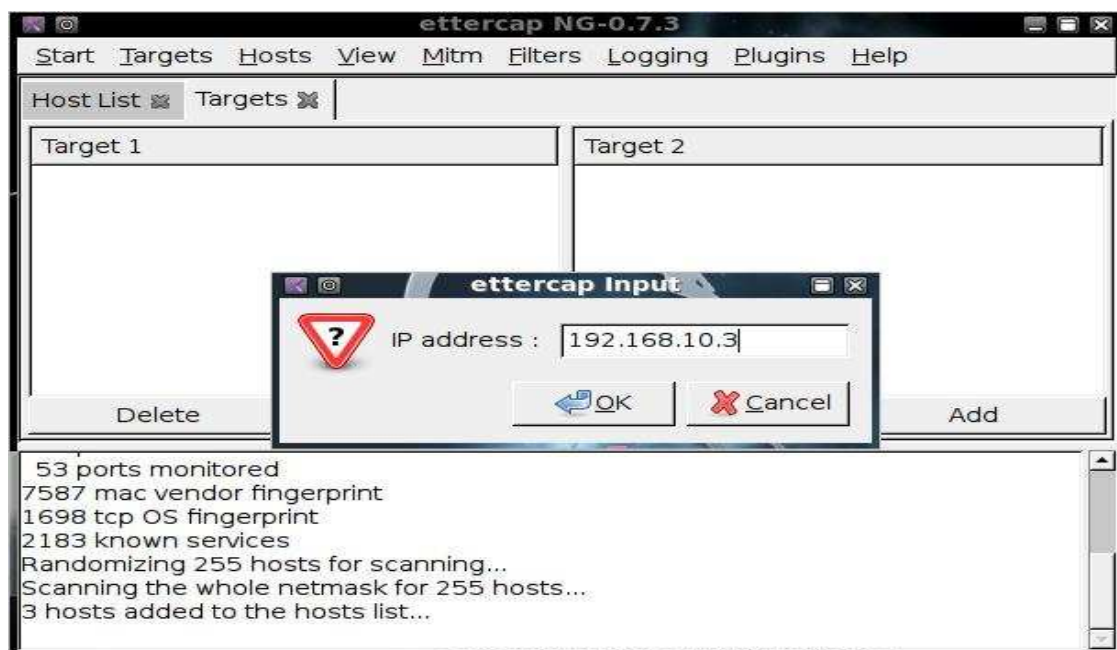 ettercap NG-0.7.3
Start Targets Hosts View Mitm Filters Logging Plugins Help
Host List Targets
Target 1 Target 2
ettercap Input
IP address : 192.168.10.3
OK Cancel
Delete Add
53 ports monitored
7587 mac vendor fingerprint
1698 tcp OS fingerprint
2183 known services
Randomizing 255 hosts for scanning...
Scanning the whole netmask for 255 hosts...
3 hosts added to the hosts list...